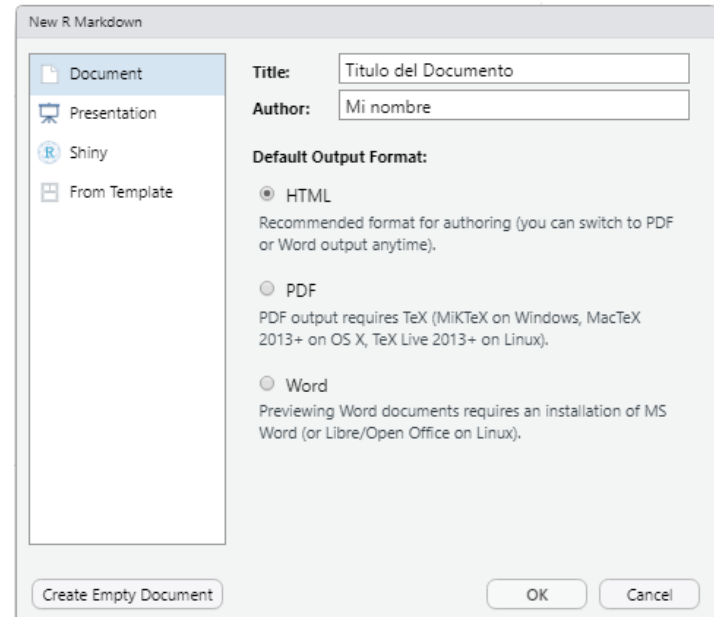 New R Markdown
Document
Presentation
R Shiny
From Template
Title: Titulo del Documento
Author: Mi nombre
Default Output Format:
HTML
Recommended format for authoring (you can switch to PDF
or Word output anytime).
PDF
PDF output requires TeX (MiKTeX on Windows, MacTeX
2013+ on OS X, TeX Live 2013+ on Linux).
Word
Previewing Word documents requires an installation of MS
Word (or Libre/Open Office on Linux).
Create Empty Document
OK
Cancel